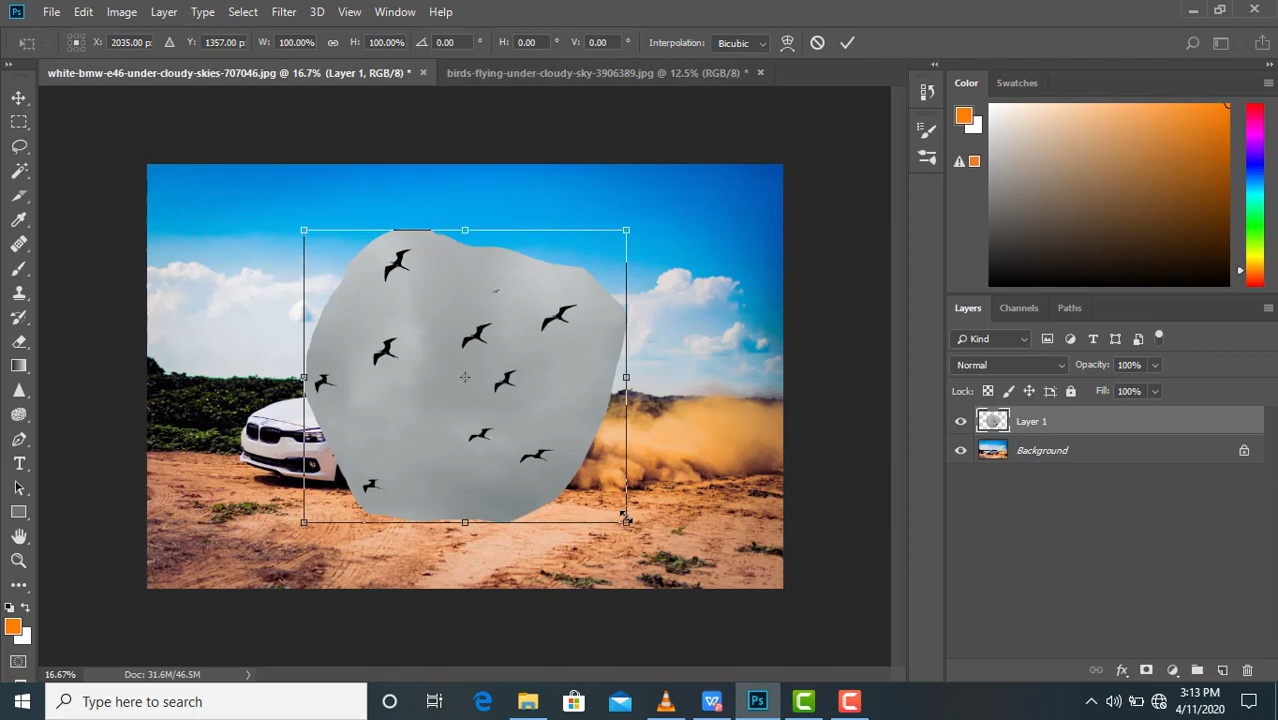 Ps File Edit Image Layer Type Select Filter 3D View Window Help
X: 2035.00 p: Y: 1357.00 p: W: 100.00% H: 100.00% 0.00 ° H: 0.00 ° V: 0.00 ° Interpolation: Bicubic
white-bmw-e46-under-cloudy-skies-707046.jpg @ 16.7% (Layer 1, RGB/8) * × birds-flying-under-cloudy-sky-3906389.jpg @ 12.5% (RGB/8) * ×
Color Swatches
Layers Channels Paths
Kind
Normal Opacity: 100%
Lock: Fill: 100%
Layer 1
Background
16.67% Doc: 31.6M/46.5M
Type here to search
Ps
3:13 PM
4/11/2020